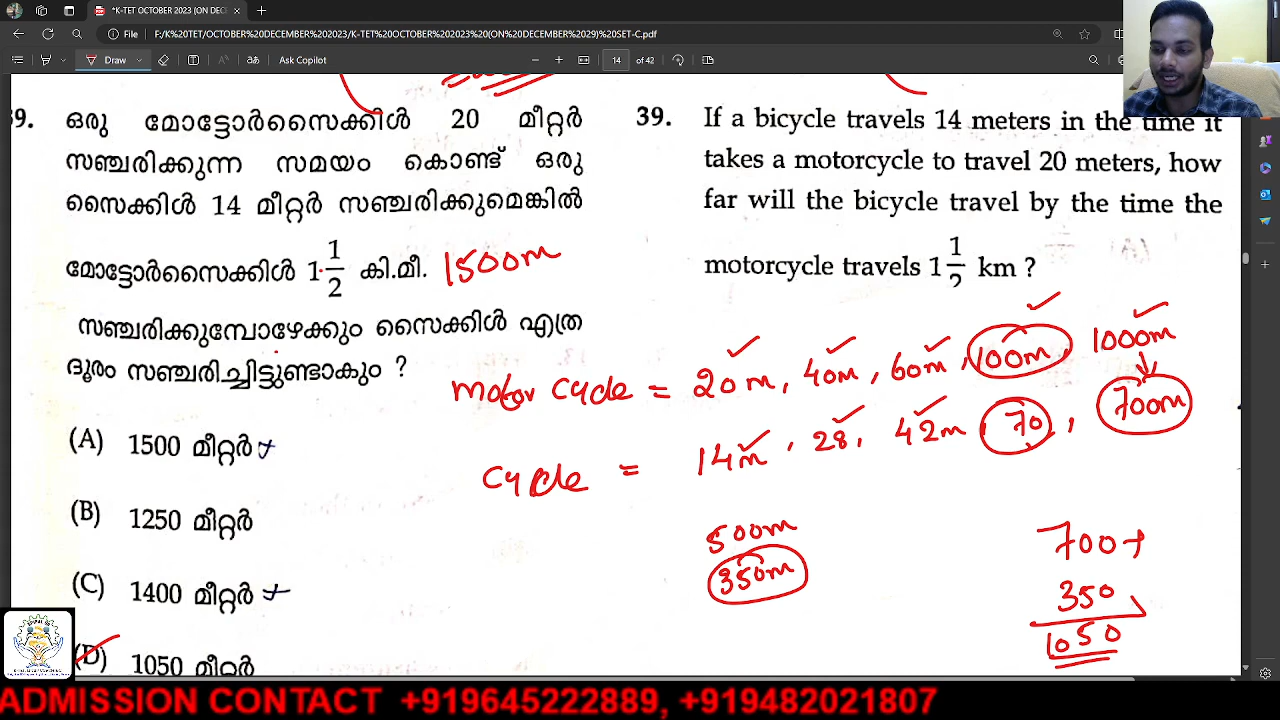 *K-TET OCTOBER 2023 (ON DECEM
File F:/K%20TET/OCTOBER%20DECEMBER%202023/K-TET%20OCTOBER%202023%20(ON%20DECEMBER%2029)%20SET-C.pdf
Draw Ask Copilot 14 of 42
39. ഒരു മോട്ടോർസൈക്കിൾ 20 മീറ്റർ
സഞ്ചരിക്കുന്ന സമയം കൊണ്ട് ഒരു
സൈക്കിൾ 14 മീറ്റർ സഞ്ചരിക്കുമെങ്കിൽ
മോട്ടോർസൈക്കിൾ 1 1/2 കി.മീ. 1500m
സഞ്ചരിക്കുമ്പോഴേക്കും സൈക്കിൾ എത്ര
ദൂരം സഞ്ചരിച്ചിട്ടുണ്ടാകും ?
(A) 1500 മീറ്റർ
(B) 1250 മീറ്റർ
(C) 1400 മീറ്റർ
(D) 1050 മീറ്റർ
39. If a bicycle travels 14 meters in the time it
takes a motorcycle to travel 20 meters, how
far will the bicycle travel by the time the
motorcycle travels 1 1/2 km ?
motor cycle = 20m, 40m, 60m, 100m, 1000m
cycle = 14m, 28, 42m, 70, 700m
500m
350m
700+
350
1050
ADMISSION CONTACT +919645222889, +919482021807